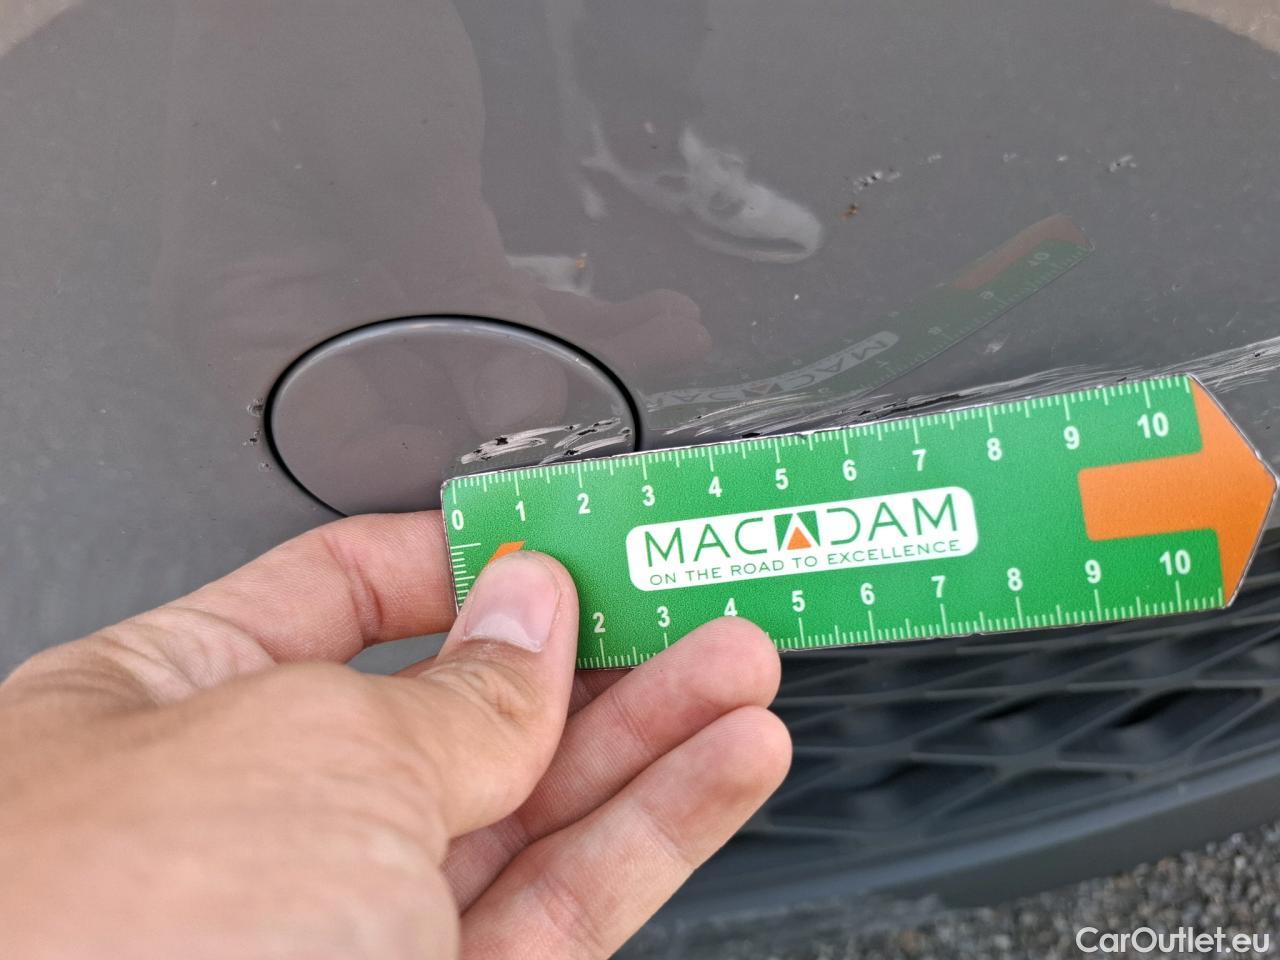 0 1 2 3 4 5 6 7 8 9 10
MACADAM
ON THE ROAD TO EXCELLENCE
2 3 4 5 6 7 8 9 10
CarOutlet.eu